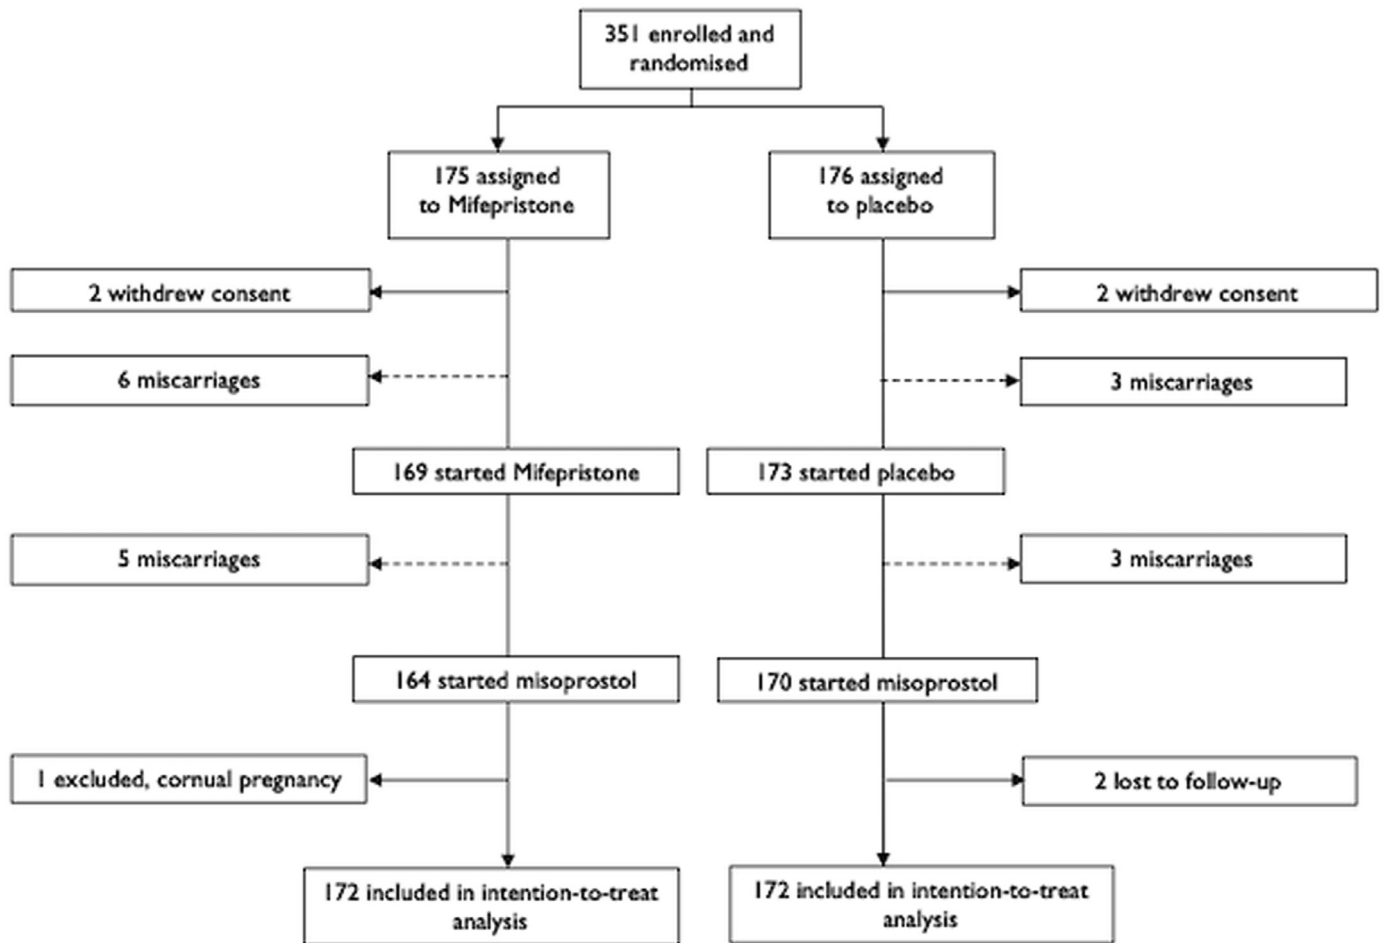 351 enrolled and
randomised
175 assigned
to Mifepristone
176 assigned
to placebo
2 withdrew consent
2 withdrew consent
6 miscarriages
3 miscarriages
169 started Mifepristone
173 started placebo
5 miscarriages
3 miscarriages
164 started misoprostol
170 started misoprostol
1 excluded, cornual pregnancy
2 lost to follow-up
172 included in intention-to-treat
analysis
172 included in intention-to-treat
analysis